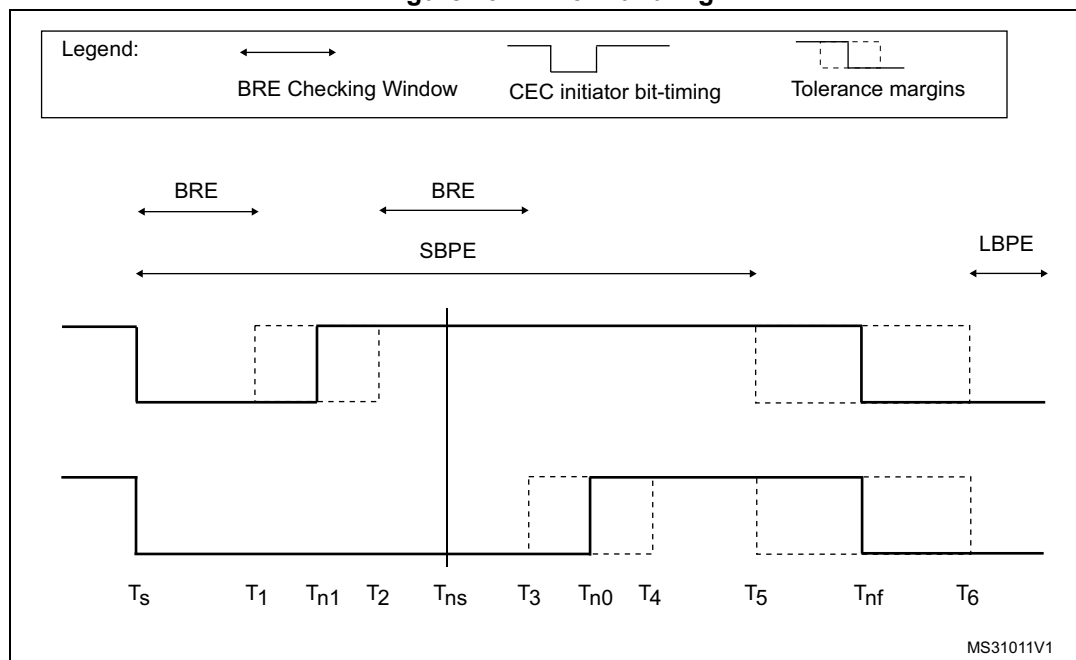 Legend:
BRE Checking Window
CEC initiator bit-timing
Tolerance margins
BRE
BRE
SBPE
LBPE
Ts T1 Tn1 T2 Tns T3 Tn0 T4 T5 Tnf T6
MS31011V1